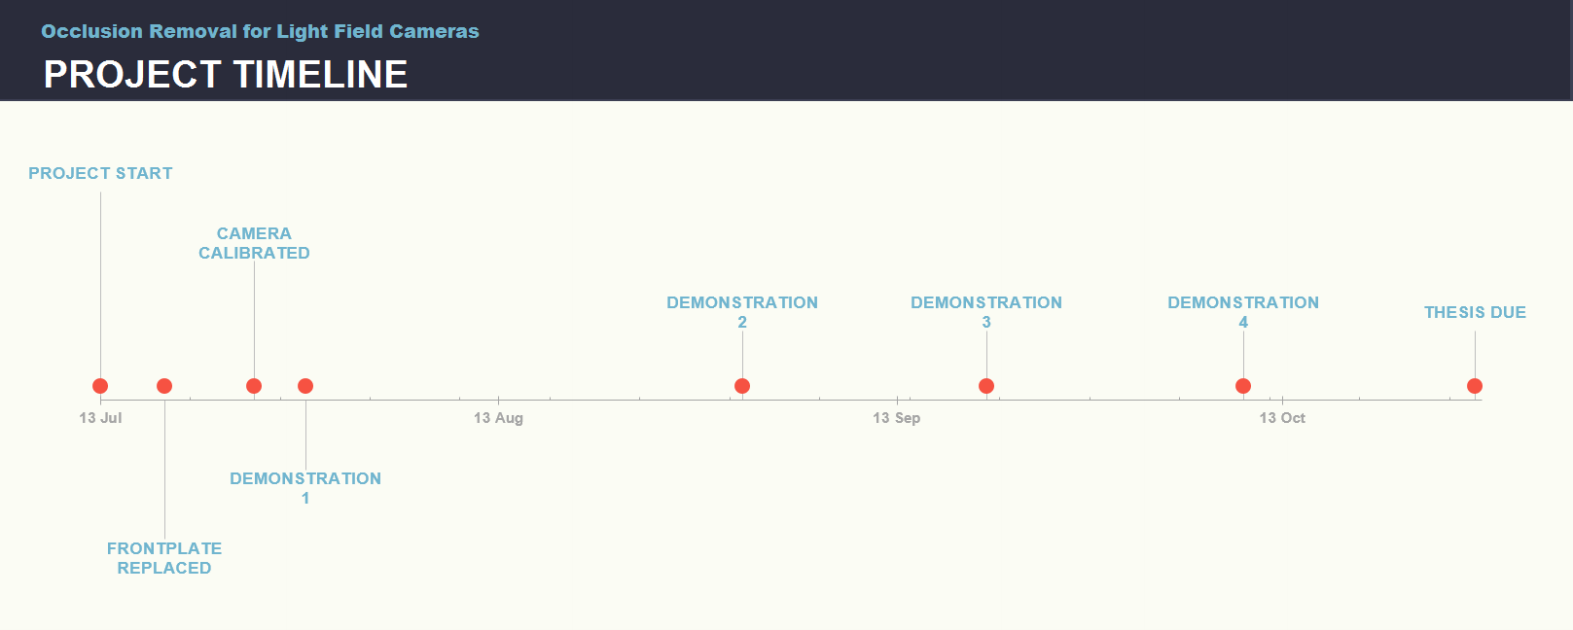 Occlusion Removal for Light Field Cameras
PROJECT TIMELINE
PROJECT START
CAMERA
CALIBRATED
DEMONSTRATION
2
DEMONSTRATION
3
DEMONSTRATION
4
THESIS DUE
13 Jul
13 Aug
13 Sep
13 Oct
DEMONSTRATION
1
FRONTPLATE
REPLACED